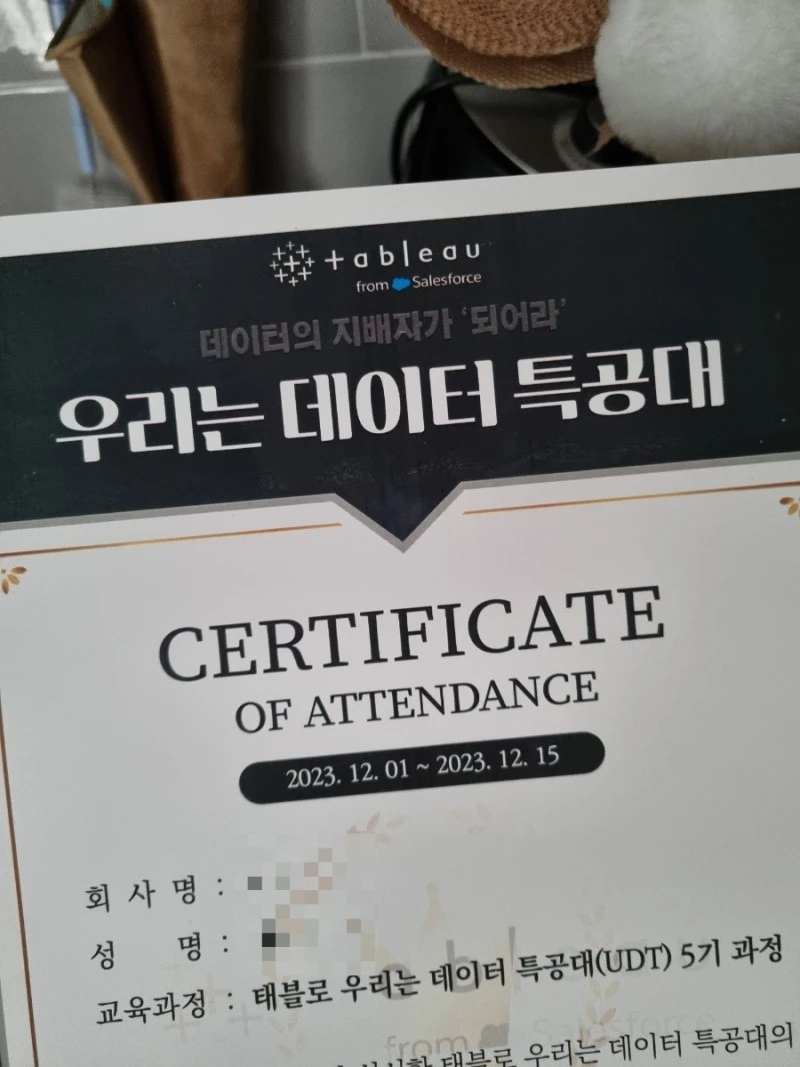 +ableau
from Salesforce
데이터의 지배자가 '되어라'
우리는 데이터 특공대
CERTIFICATE
OF ATTENDANCE
2023. 12. 01 ~ 2023. 12. 15
회 사 명 :
성 명 :
교육과정 : 태블로 우리는 데이터 특공대(UDT) 5기 과정
태블로 우리는 데이터 특공대의